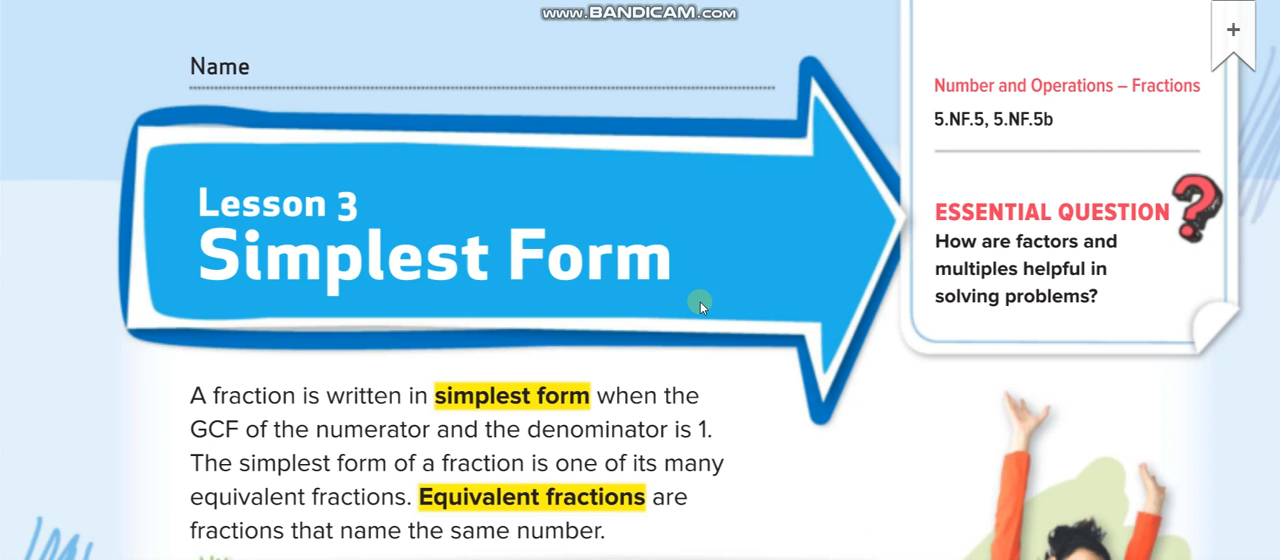 www.BANDICAM.com
Name
Lesson 3
Simplest Form
A fraction is written in simplest form when the
GCF of the numerator and the denominator is 1.
The simplest form of a fraction is one of its many
equivalent fractions. Equivalent fractions are
fractions that name the same number.
Number and Operations – Fractions
5.NF.5, 5.NF.5b
ESSENTIAL QUESTION
?
How are factors and
multiples helpful in
solving problems?
+